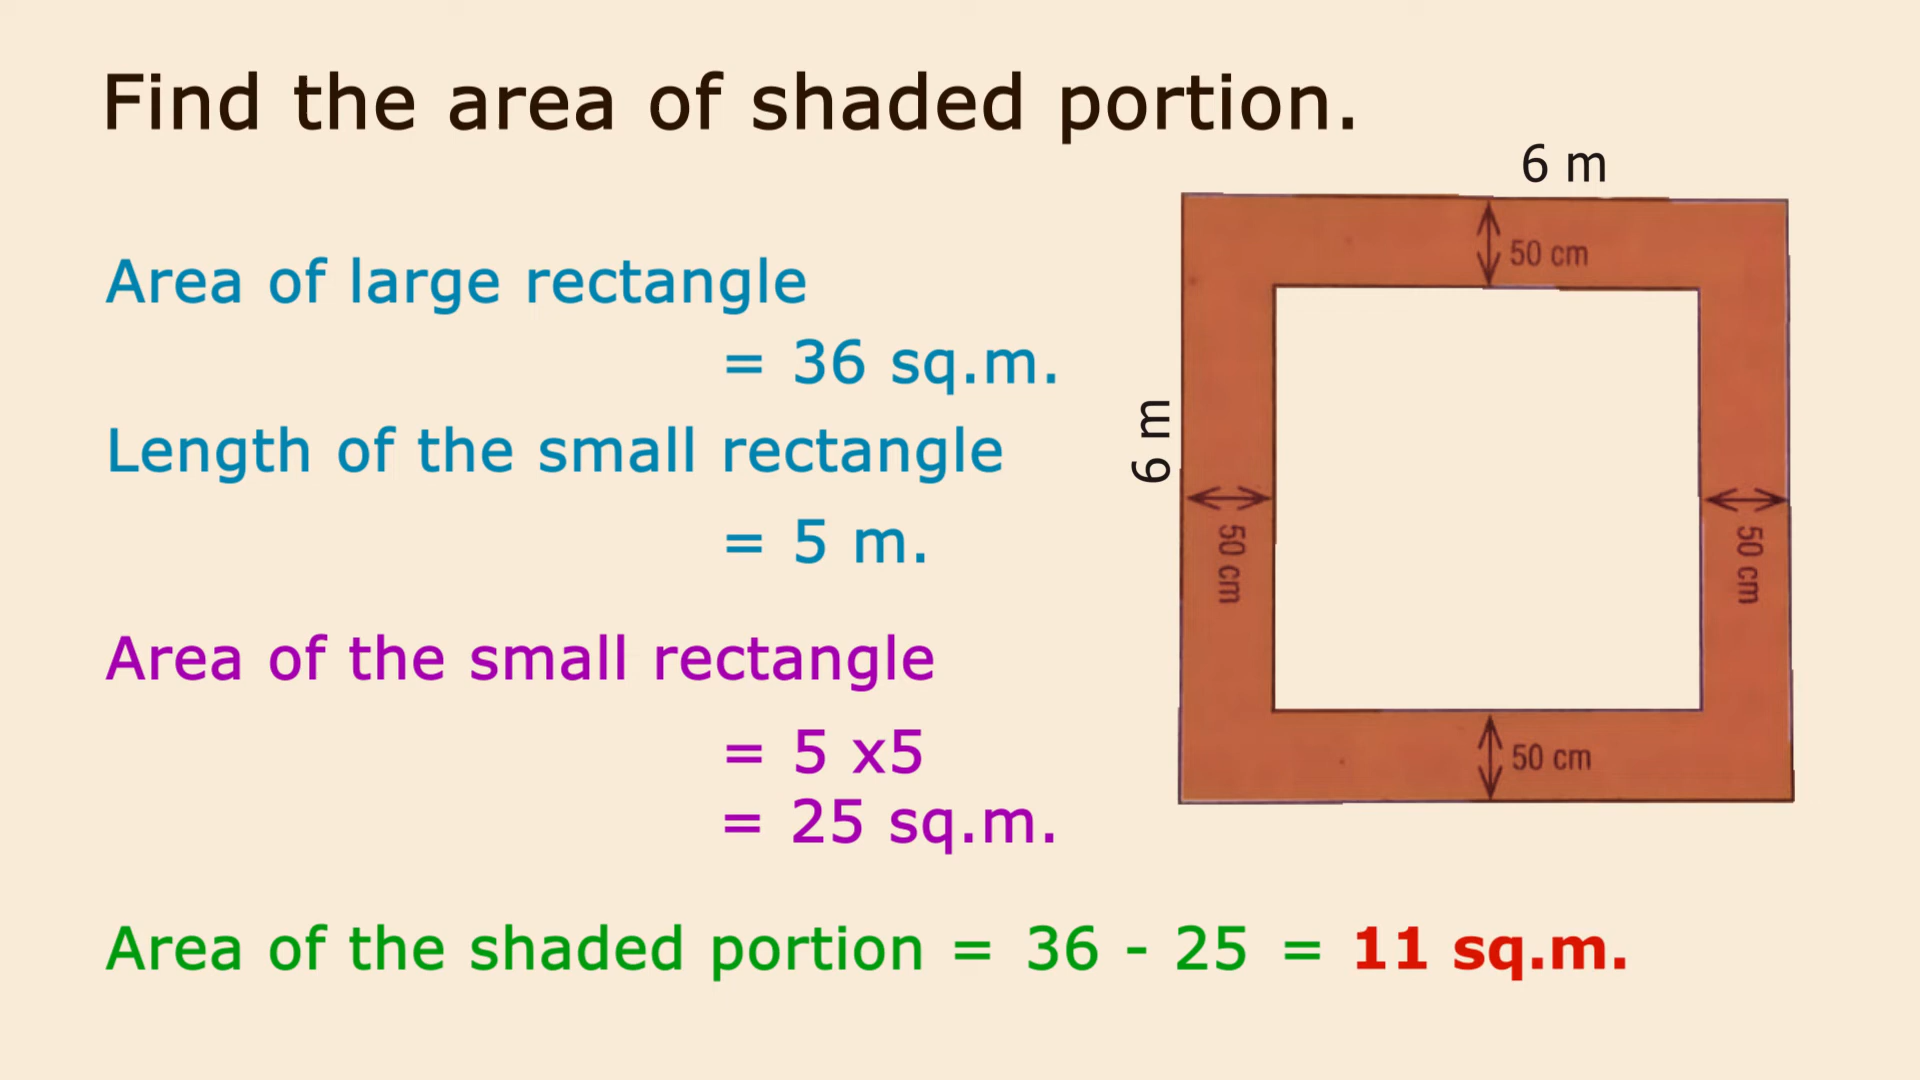 Find the area of shaded portion.
6 m
50 cm
Area of large rectangle
= 36 sq.m.
6 m
Length of the small rectangle
= 5 m.
50 cm
50 cm
Area of the small rectangle
= 5 x5
50 cm
= 25 sq.m.
Area of the shaded portion = 36 - 25 = 11 sq.m.